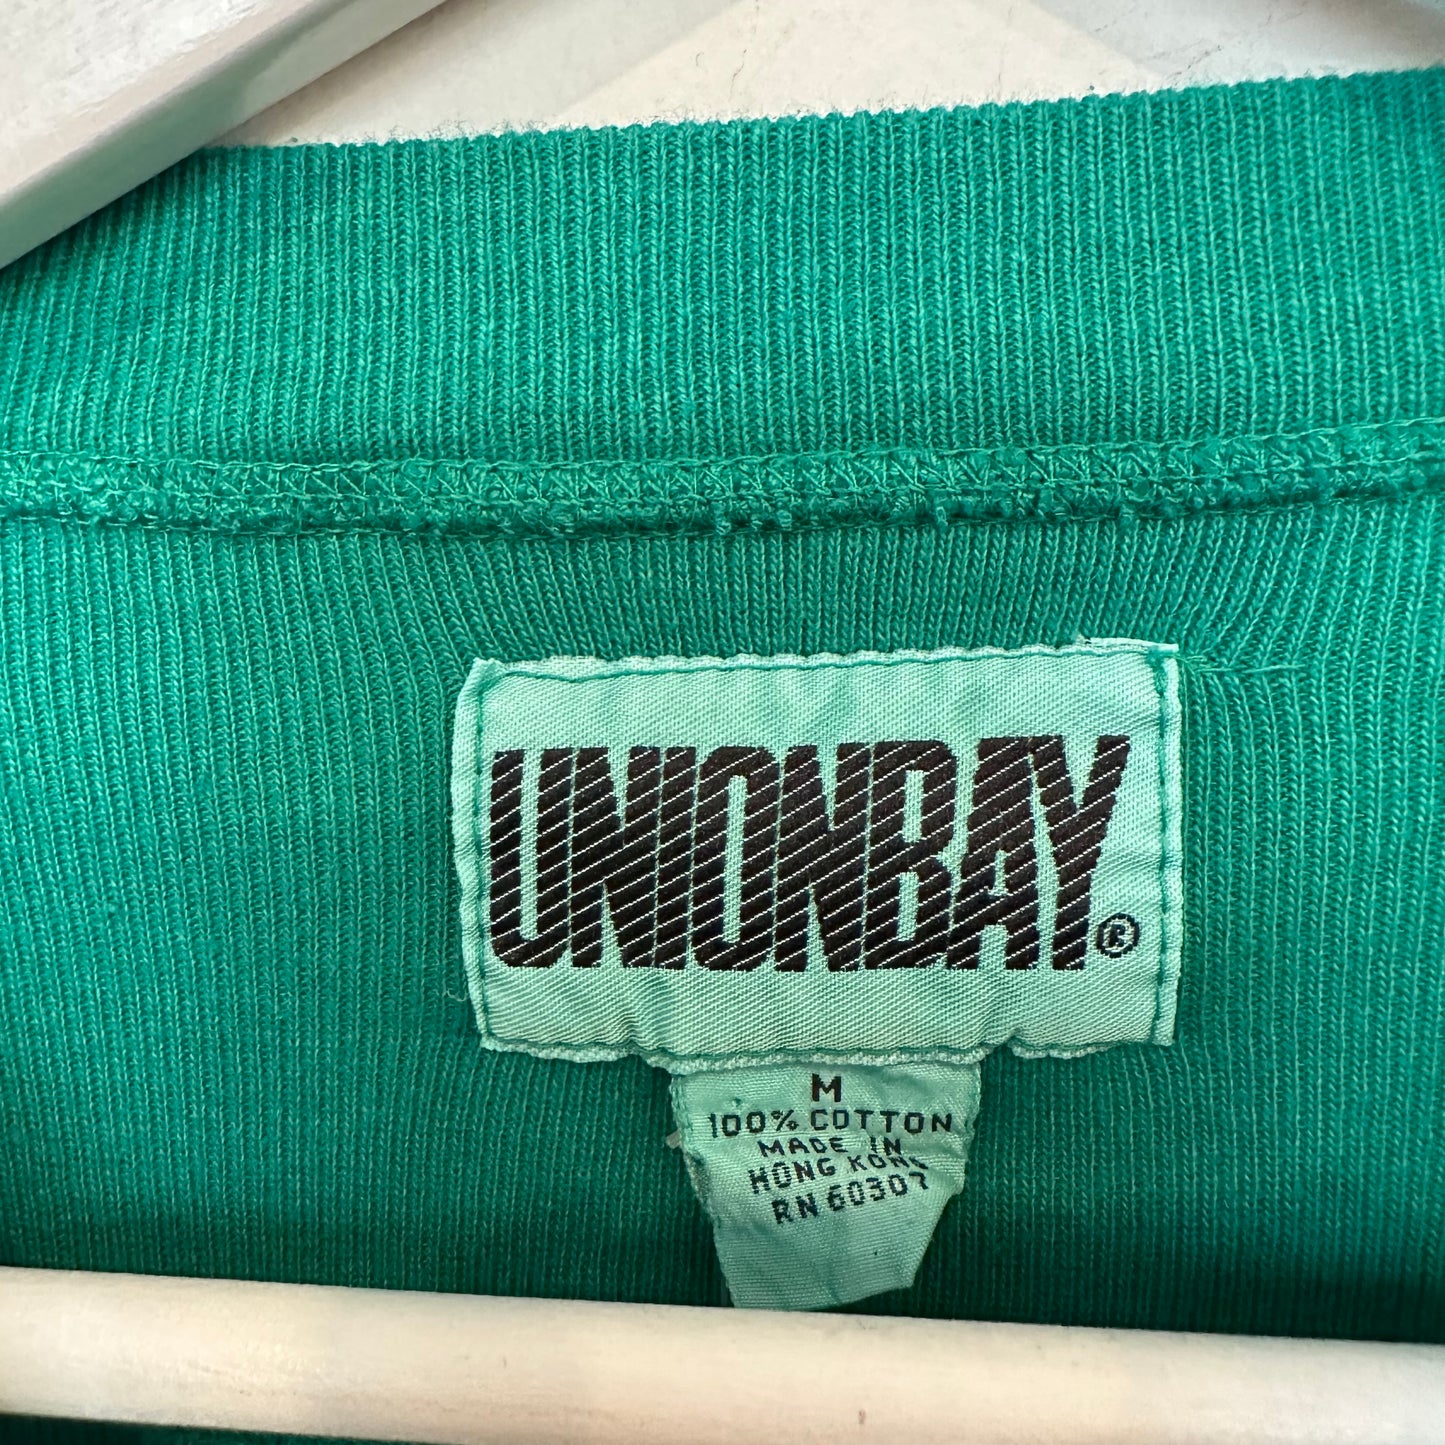 UNIONBAY®
M
100% COTTON
MADE IN
HONG KONG
RN 60307